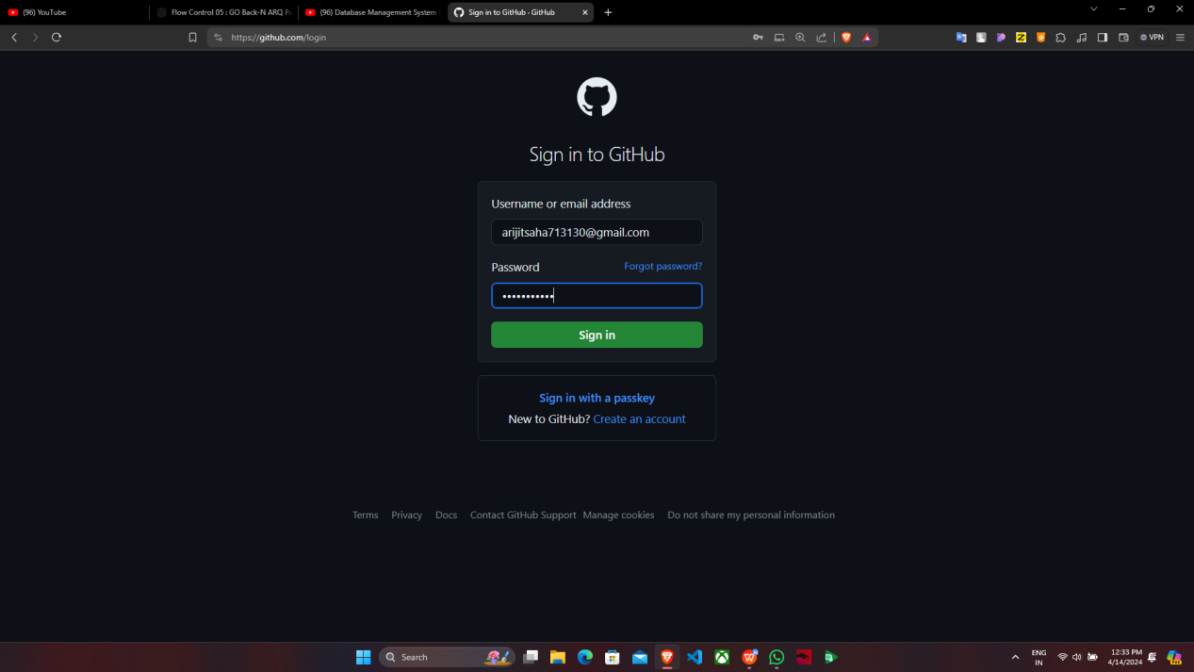 (96) YouTube
Flow Control 05 : GO Back-N ARQ P
(96) Database Management System
Sign in to GitHub · GitHub
https://github.com/login
VPN
Sign in to GitHub
Username or email address
arijitsaha713130@gmail.com
Password
Forgot password?
•••••••••••
Sign in
Sign in with a passkey
New to GitHub? Create an account
Terms
Privacy
Docs
Contact GitHub Support
Manage cookies
Do not share my personal information
Search
ENG
IN
12:33 PM
4/14/2024